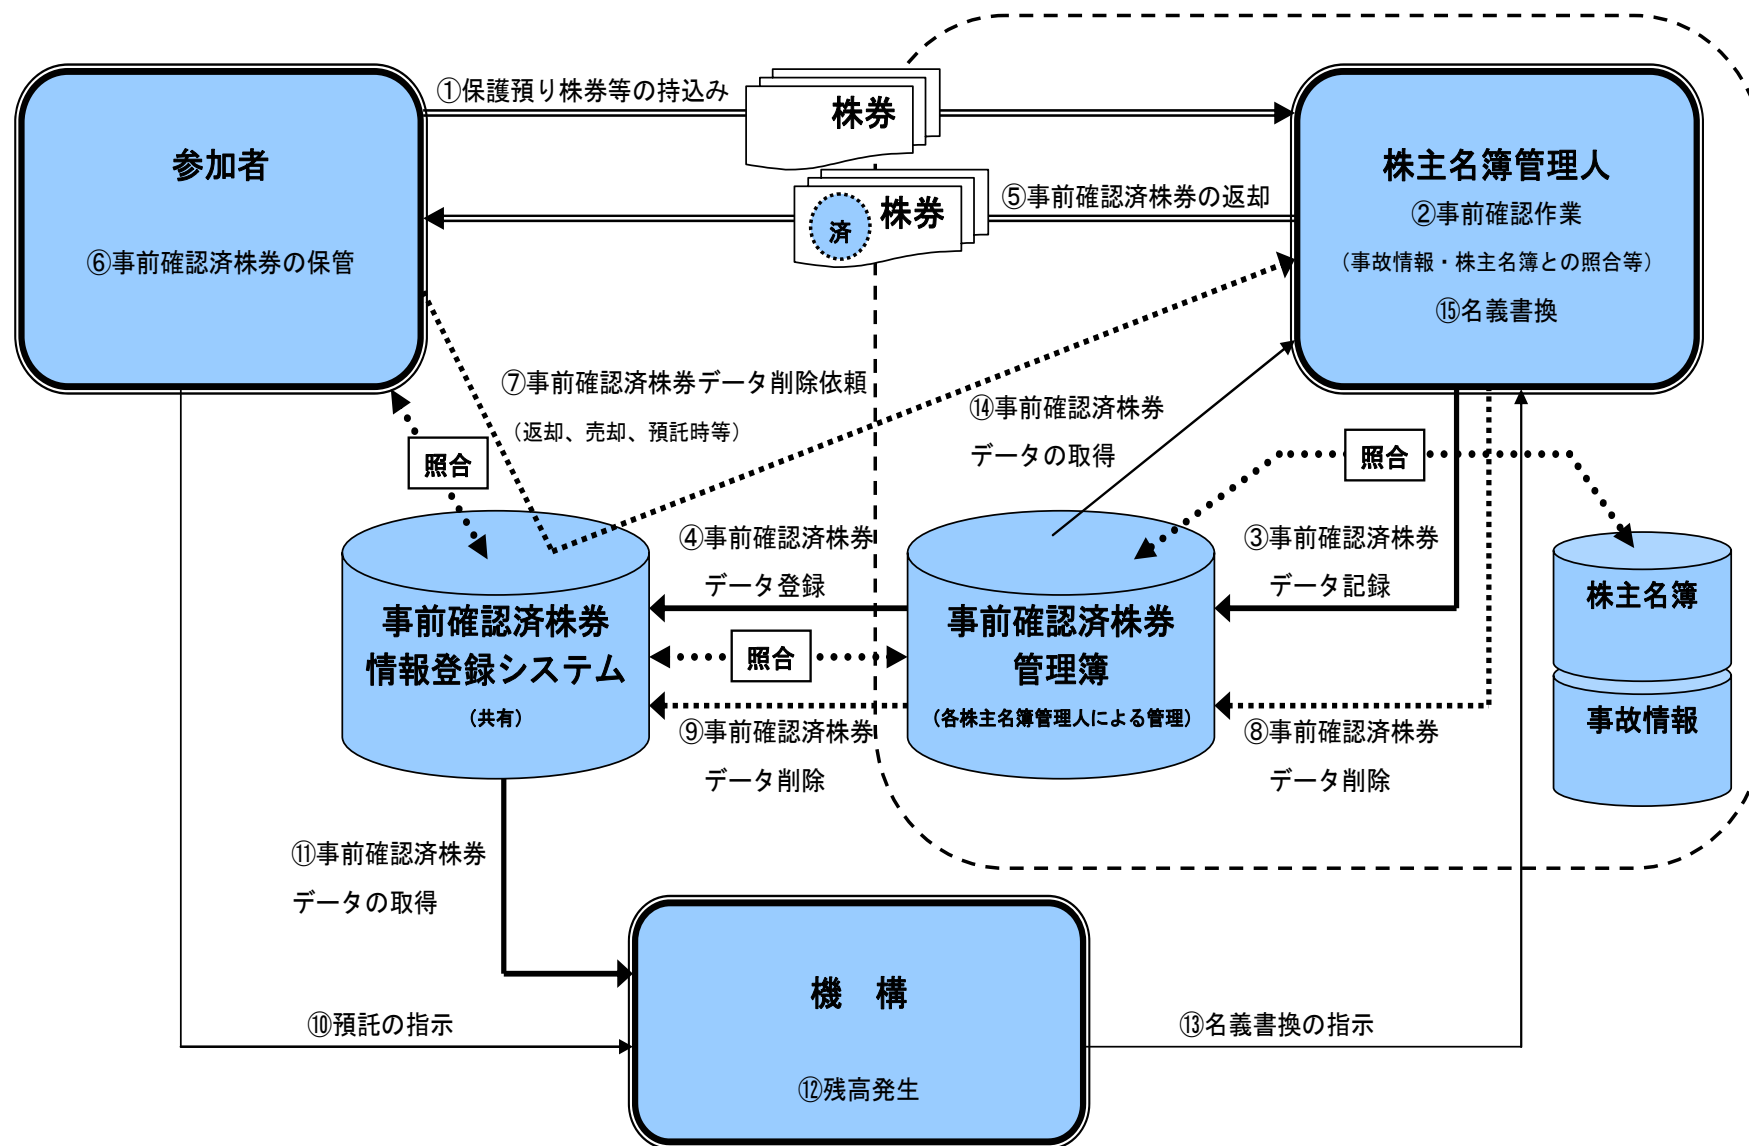 ①保護預り株券等の持込み
株券
参加者
株主名簿管理人
⑤事前確認済株券の返却
済
株券
②事前確認作業
⑥事前確認済株券の保管
（事故情報・株主名簿との照合等）
⑮名義書換
⑦事前確認済株券データ削除依頼
（返却、売却、預託時等）
⑭事前確認済株券
データの取得
照合
照合
④事前確認済株券
データ登録
③事前確認済株券
データ記録
事前確認済株券
情報登録システム
（共有）
照合
事前確認済株券
管理簿
（各株主名簿管理人による管理）
株主名簿
事故情報
⑨事前確認済株券
データ削除
⑧事前確認済株券
データ削除
⑪事前確認済株券
データの取得
機　構
⑩預託の指示
⑬名義書換の指示
⑫残高発生